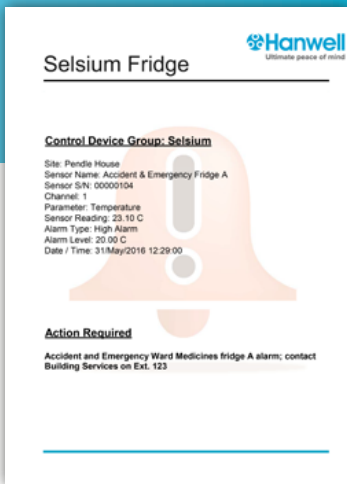 Hanwell
Ultimate peace of mind
Selsium Fridge
Control Device Group: Selsium
Site: Pendle House
Sensor Name: Accident & Emergency Fridge A
Sensor S/N: 00000104
Channel: 1
Parameter: Temperature
Sensor Reading: 23.10 C
Alarm Type: High Alarm
Alarm Level: 20.00 C
Date / Time: 31/May/2016 12:29:00
Action Required
Accident and Emergency Ward Medicines fridge A alarm; contact
Building Services on Ext. 123